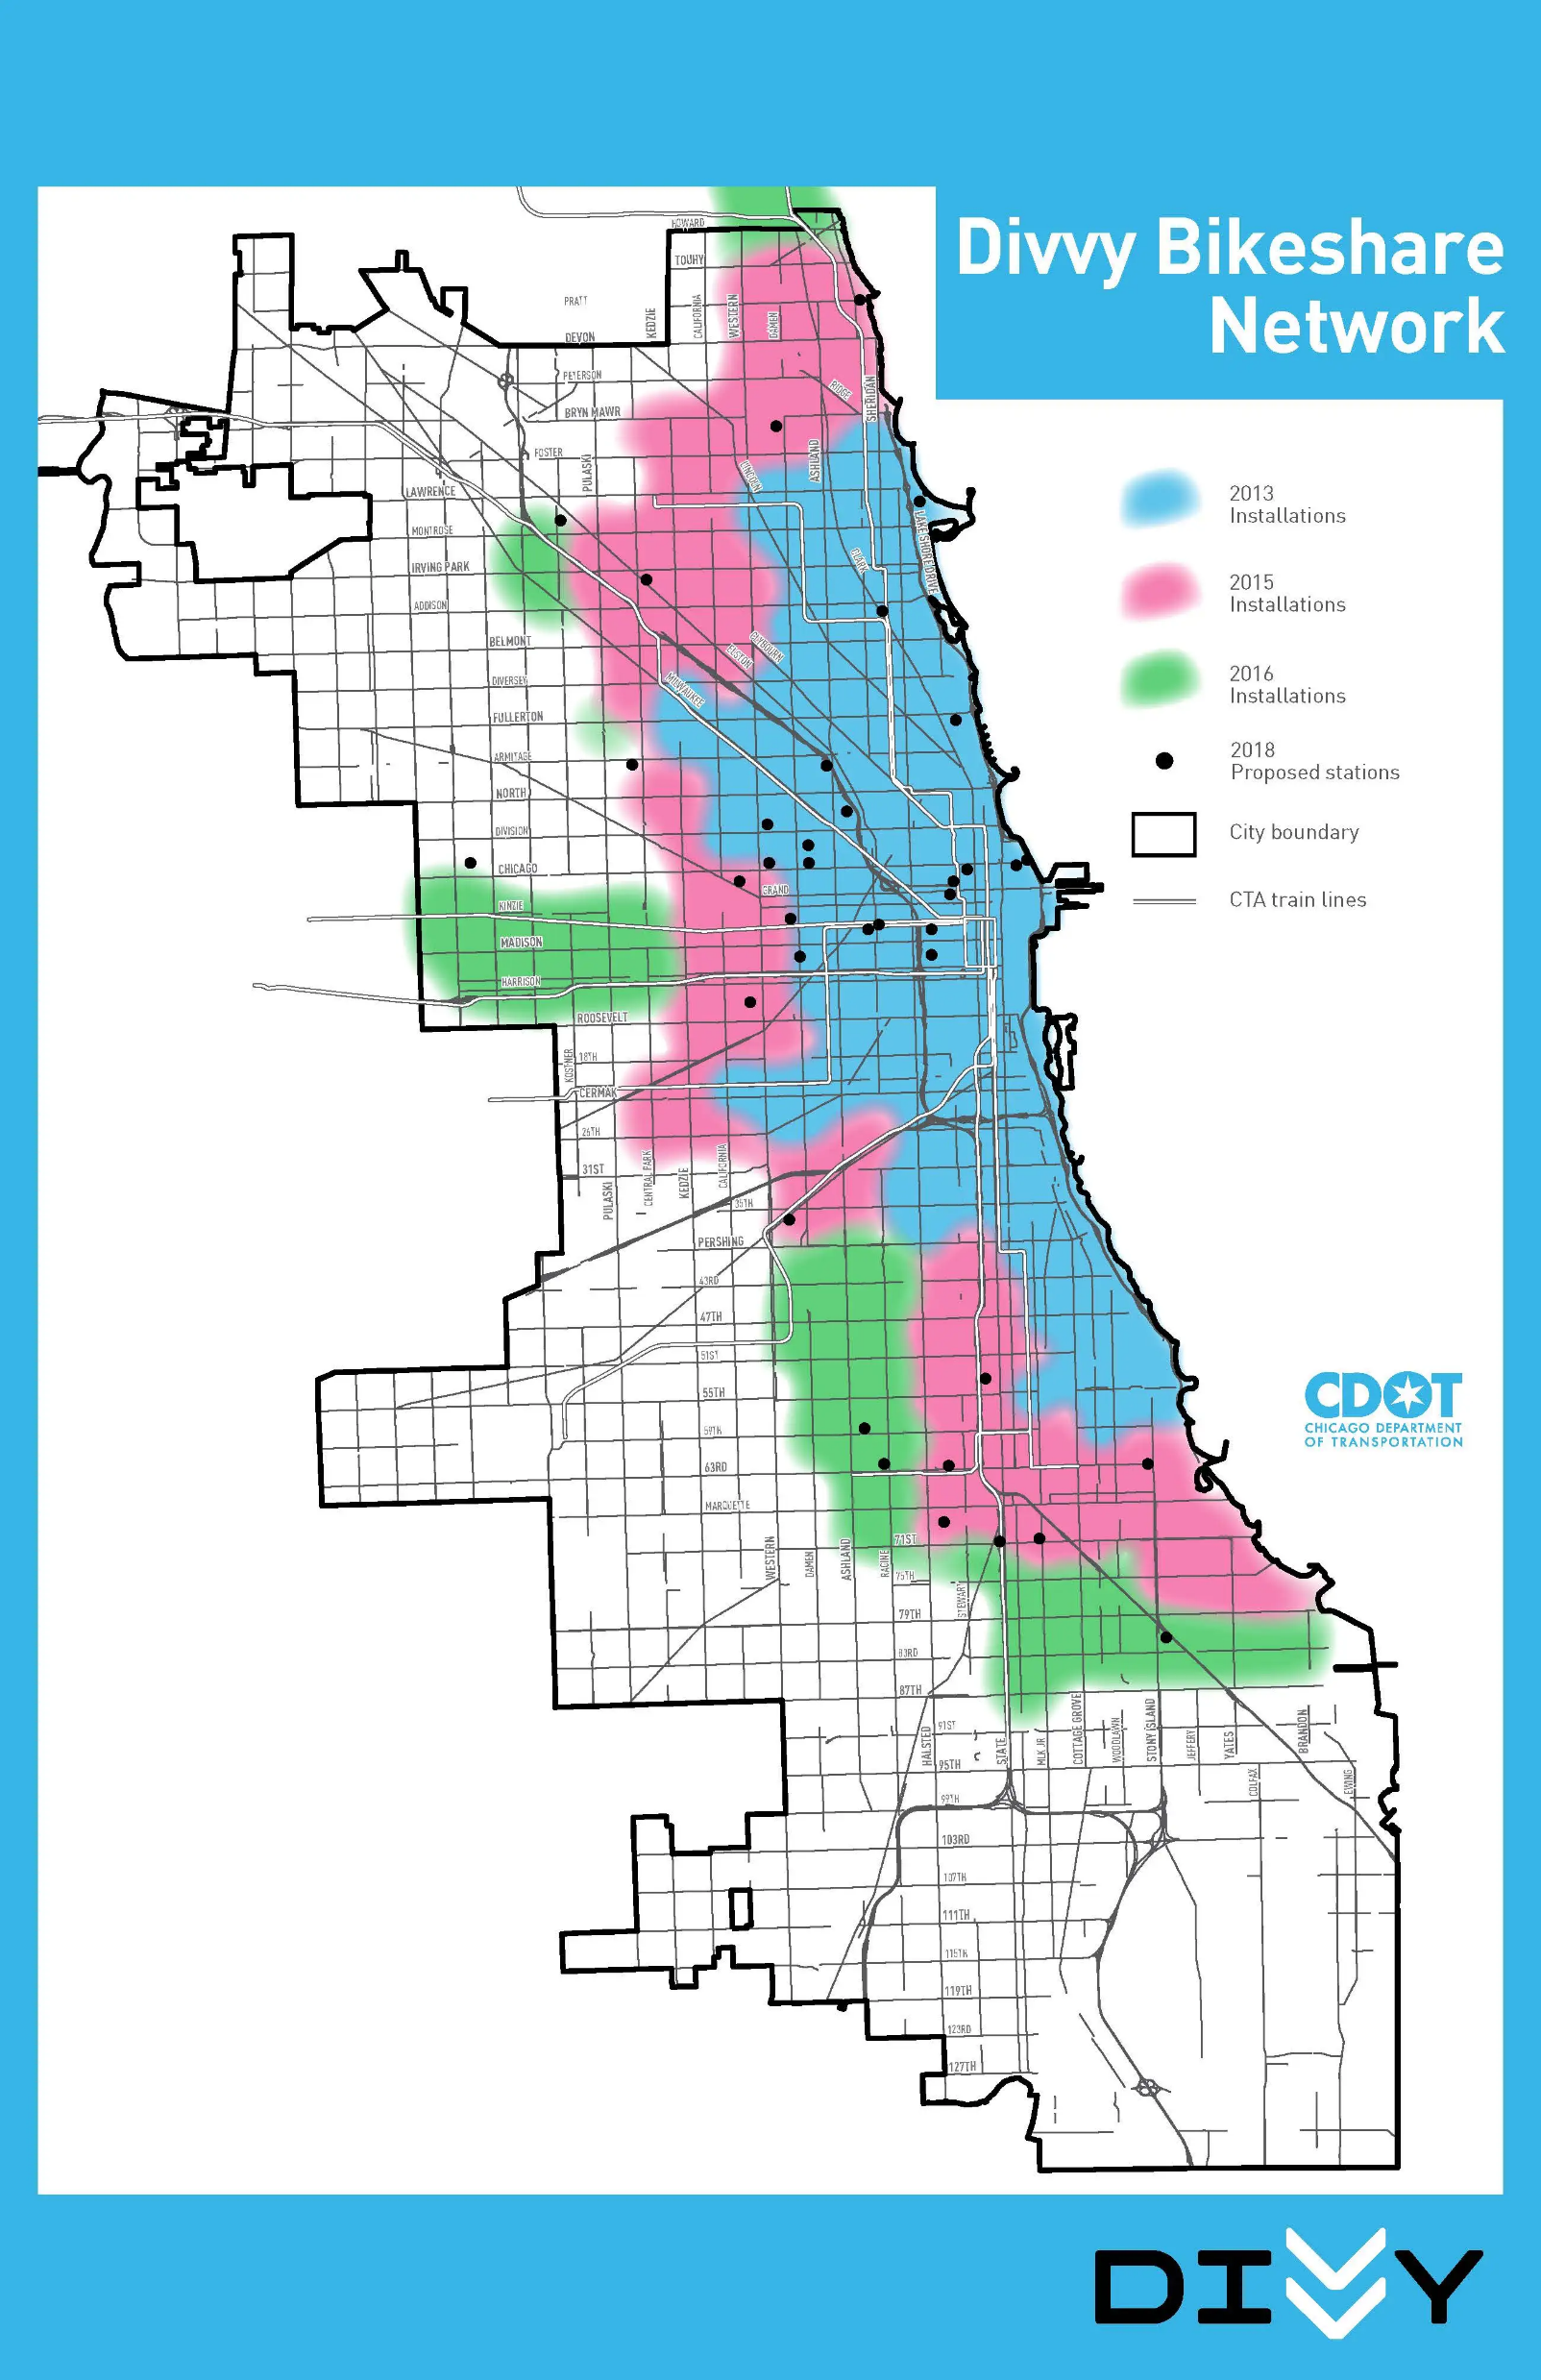 Divvy Bikeshare
Network
2013
Installations
2015
Installations
2016
Installations
2018
Proposed stations
City boundary
CTA train lines
CDOT
CHICAGO DEPARTMENT
OF TRANSPORTATION
HOWARD
TOUHY
PRATT
DEVON
KEDZIE
CALIFORNIA
WESTERN
DAMEN
PETERSON
BRYN MAWR
RIDGE
SHERIDAN
FOSTER
PULASKI
LINCOLN
ASHLAND
LAWRENCE
MONTROSE
IRVING PARK
ADDISON
CLARK
LAKE SHORE DRIVE
BELMONT
ELSTON
CLYBOURN
DIVERSEY
MILWAUKEE
FULLERTON
ARMITAGE
NORTH
DIVISION
CHICAGO
GRAND
KINZIE
MADISON
HARRISON
ROOSEVELT
KOSTNER
18TH
CERMAK
26TH
31ST
PULASKI
CENTRAL PARK
KEDZIE
CALIFORNIA
35TH
PERSHING
43RD
47TH
51ST
55TH
59TH
63RD
MARQUETTE
71ST
WESTERN
DAMEN
ASHLAND
RACINE
75TH
STEWART
79TH
83RD
87TH
HALSTED
91ST
STATE
MLK JR
COTTAGE GROVE
WOODLAWN
STONY ISLAND
JEFFERY
YATES
BRANDON
95TH
COLFAX
EWING
99TH
103RD
107TH
111TH
115TH
119TH
123RD
127TH
DIVVY